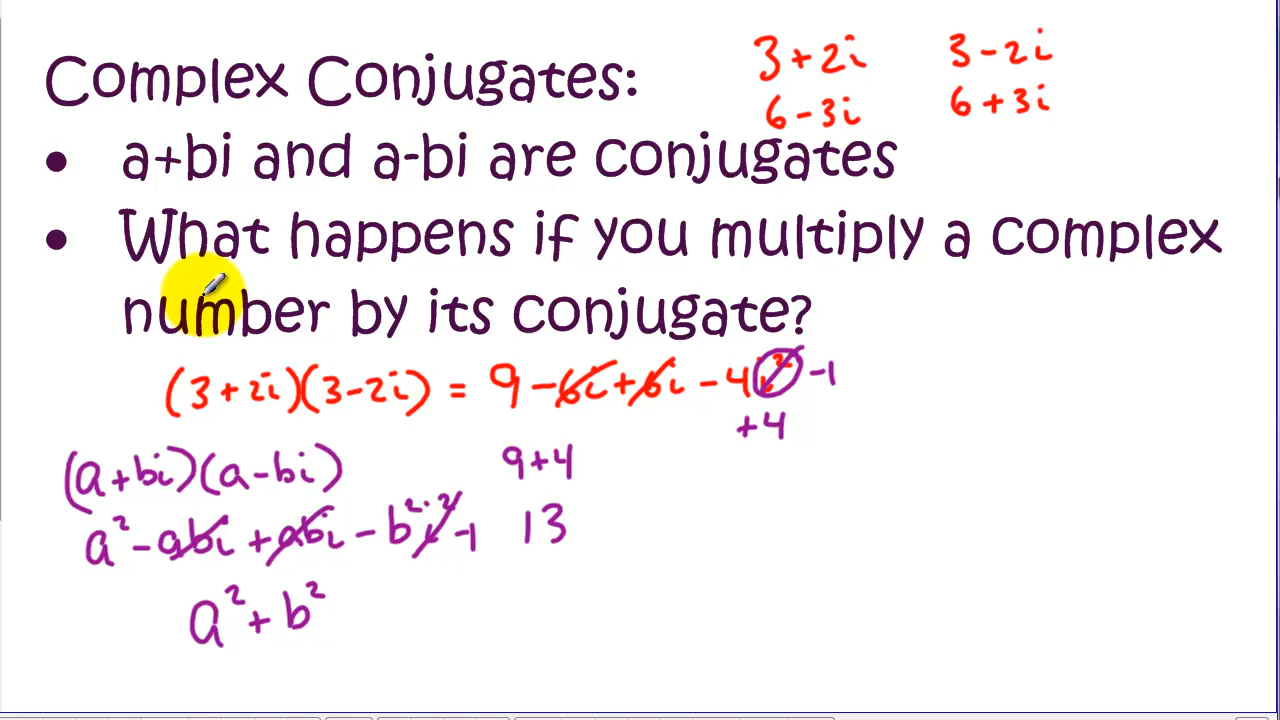 Complex Conjugates:
3+2i 3-2i
6-3i 6+3i
• a+bi and a-bi are conjugates
• What happens if you multiply a complex
number by its conjugate?
(3+2i)(3-2i) = 9-6i+6i-4i² -1
+4
(a+bi)(a-bi) 9+4
a²-abi+abi-b²i² -1 13
a²+b²